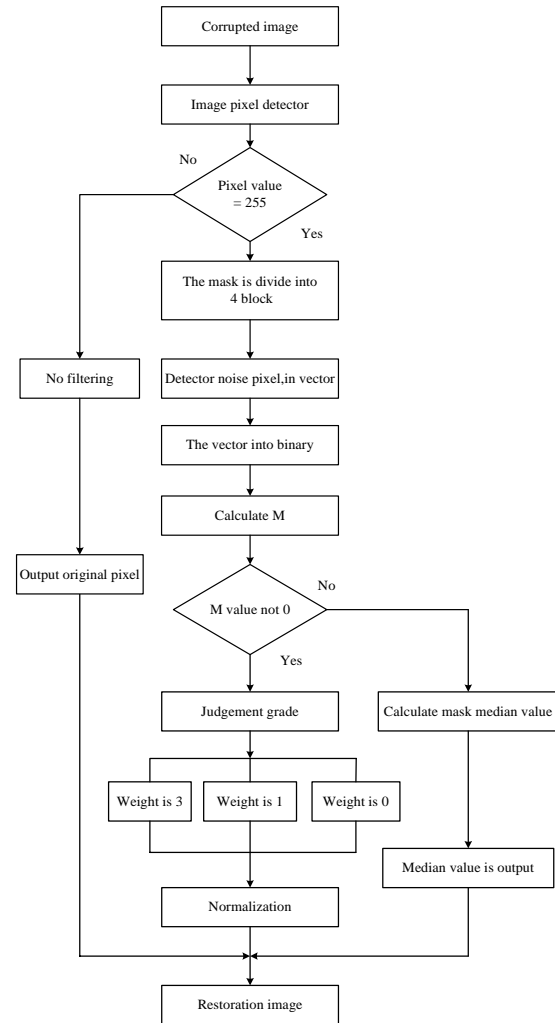 Corrupted image
Image pixel detector
No
Pixel value
= 255
Yes
The mask is divide into
4 block
No filtering
Detector noise pixel,in vector
The vector into binary
Calculate M
Output original pixel
No
M value not 0
Yes
Judgement grade
Calculate mask median value
Weight is 3
Weight is 1
Weight is 0
Median value is output
Normalization
Restoration image